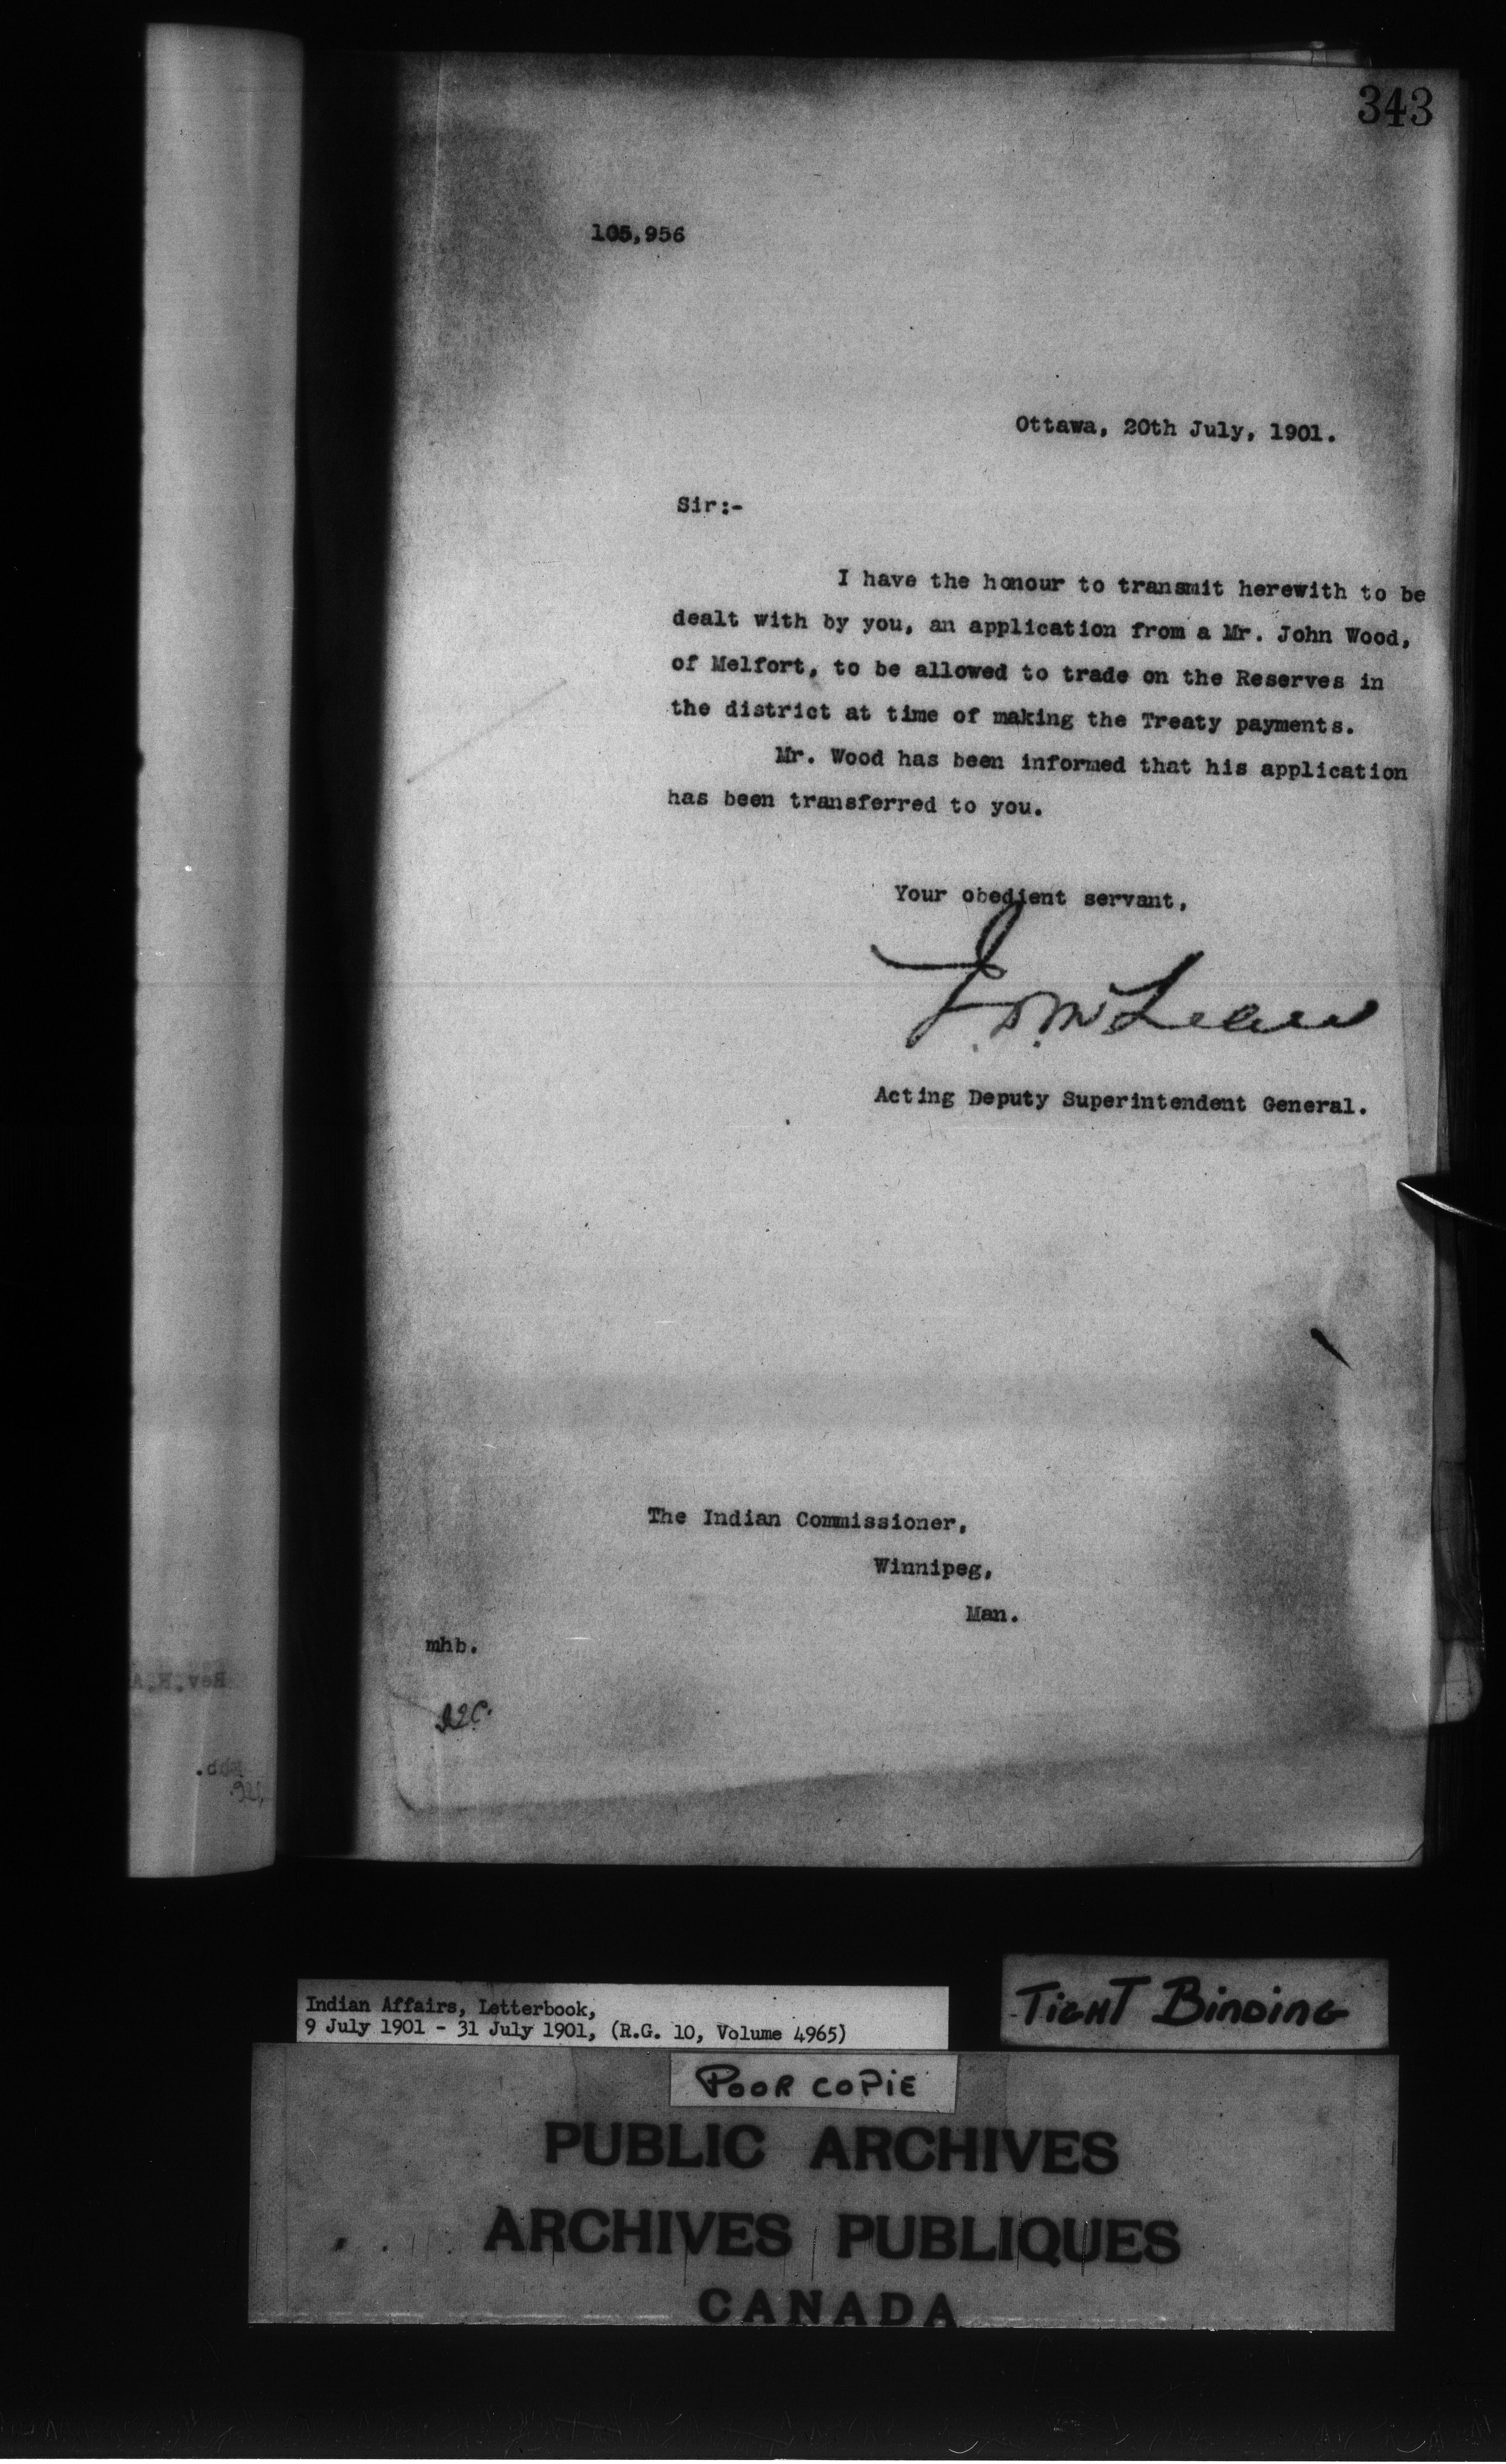 343
105,956
Ottawa, 20th July, 1901.
Sir:-
I have the honour to transmit herewith to be
dealt with by you, an application from a Mr. John Wood,
of Melfort, to be allowed to trade on the Reserves in
the district at time of making the Treaty payments.
Mr. Wood has been informed that his application
has been transferred to you.
Your obedient servant,
J. D. McLean
Acting Deputy Superintendent General.
The Indian Commissioner,
Winnipeg,
Man.
mhb.
Indian Affairs, Letterbook,
9 July 1901 - 31 July 1901, (R.G. 10, Volume 4965)
TIGHT BINDING
POOR COPIE
PUBLIC ARCHIVES
ARCHIVES PUBLIQUES
CANADA